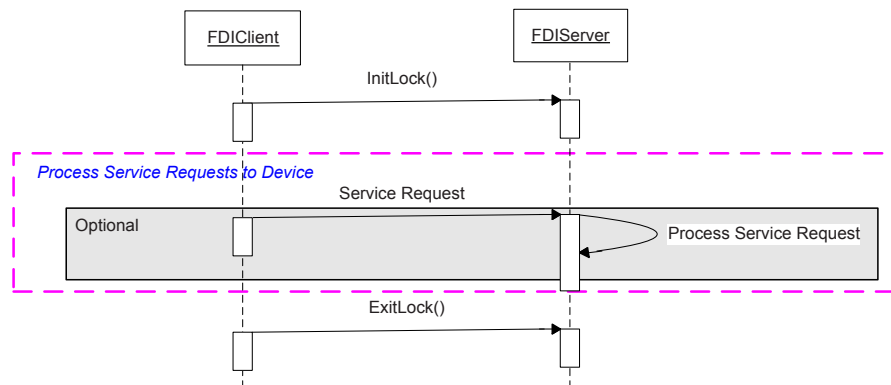 FDIClient
FDIServer
InitLock()
Process Service Requests to Device
Service Request
Optional
Process Service Request
ExitLock()